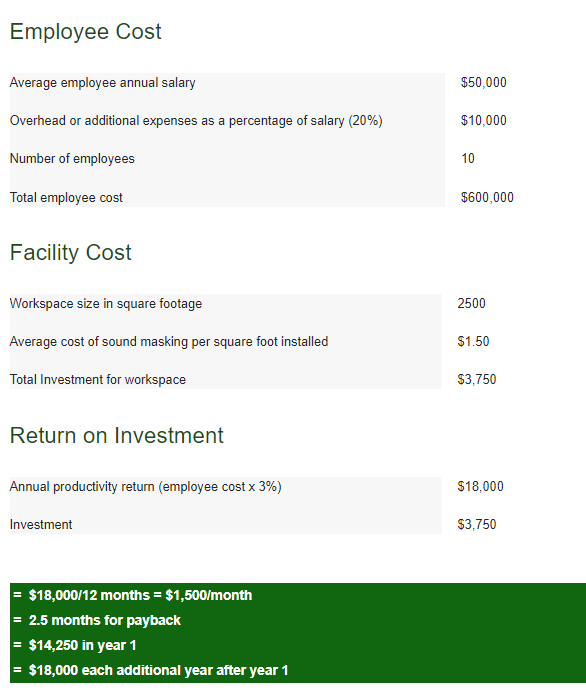 Employee Cost
Average employee annual salary $50,000
Overhead or additional expenses as a percentage of salary (20%) $10,000
Number of employees 10
Total employee cost $600,000
Facility Cost
Workspace size in square footage 2500
Average cost of sound masking per square foot installed $1.50
Total Investment for workspace $3,750
Return on Investment
Annual productivity return (employee cost x 3%) $18,000
Investment $3,750
= $18,000/12 months = $1,500/month
= 2.5 months for payback
= $14,250 in year 1
= $18,000 each additional year after year 1